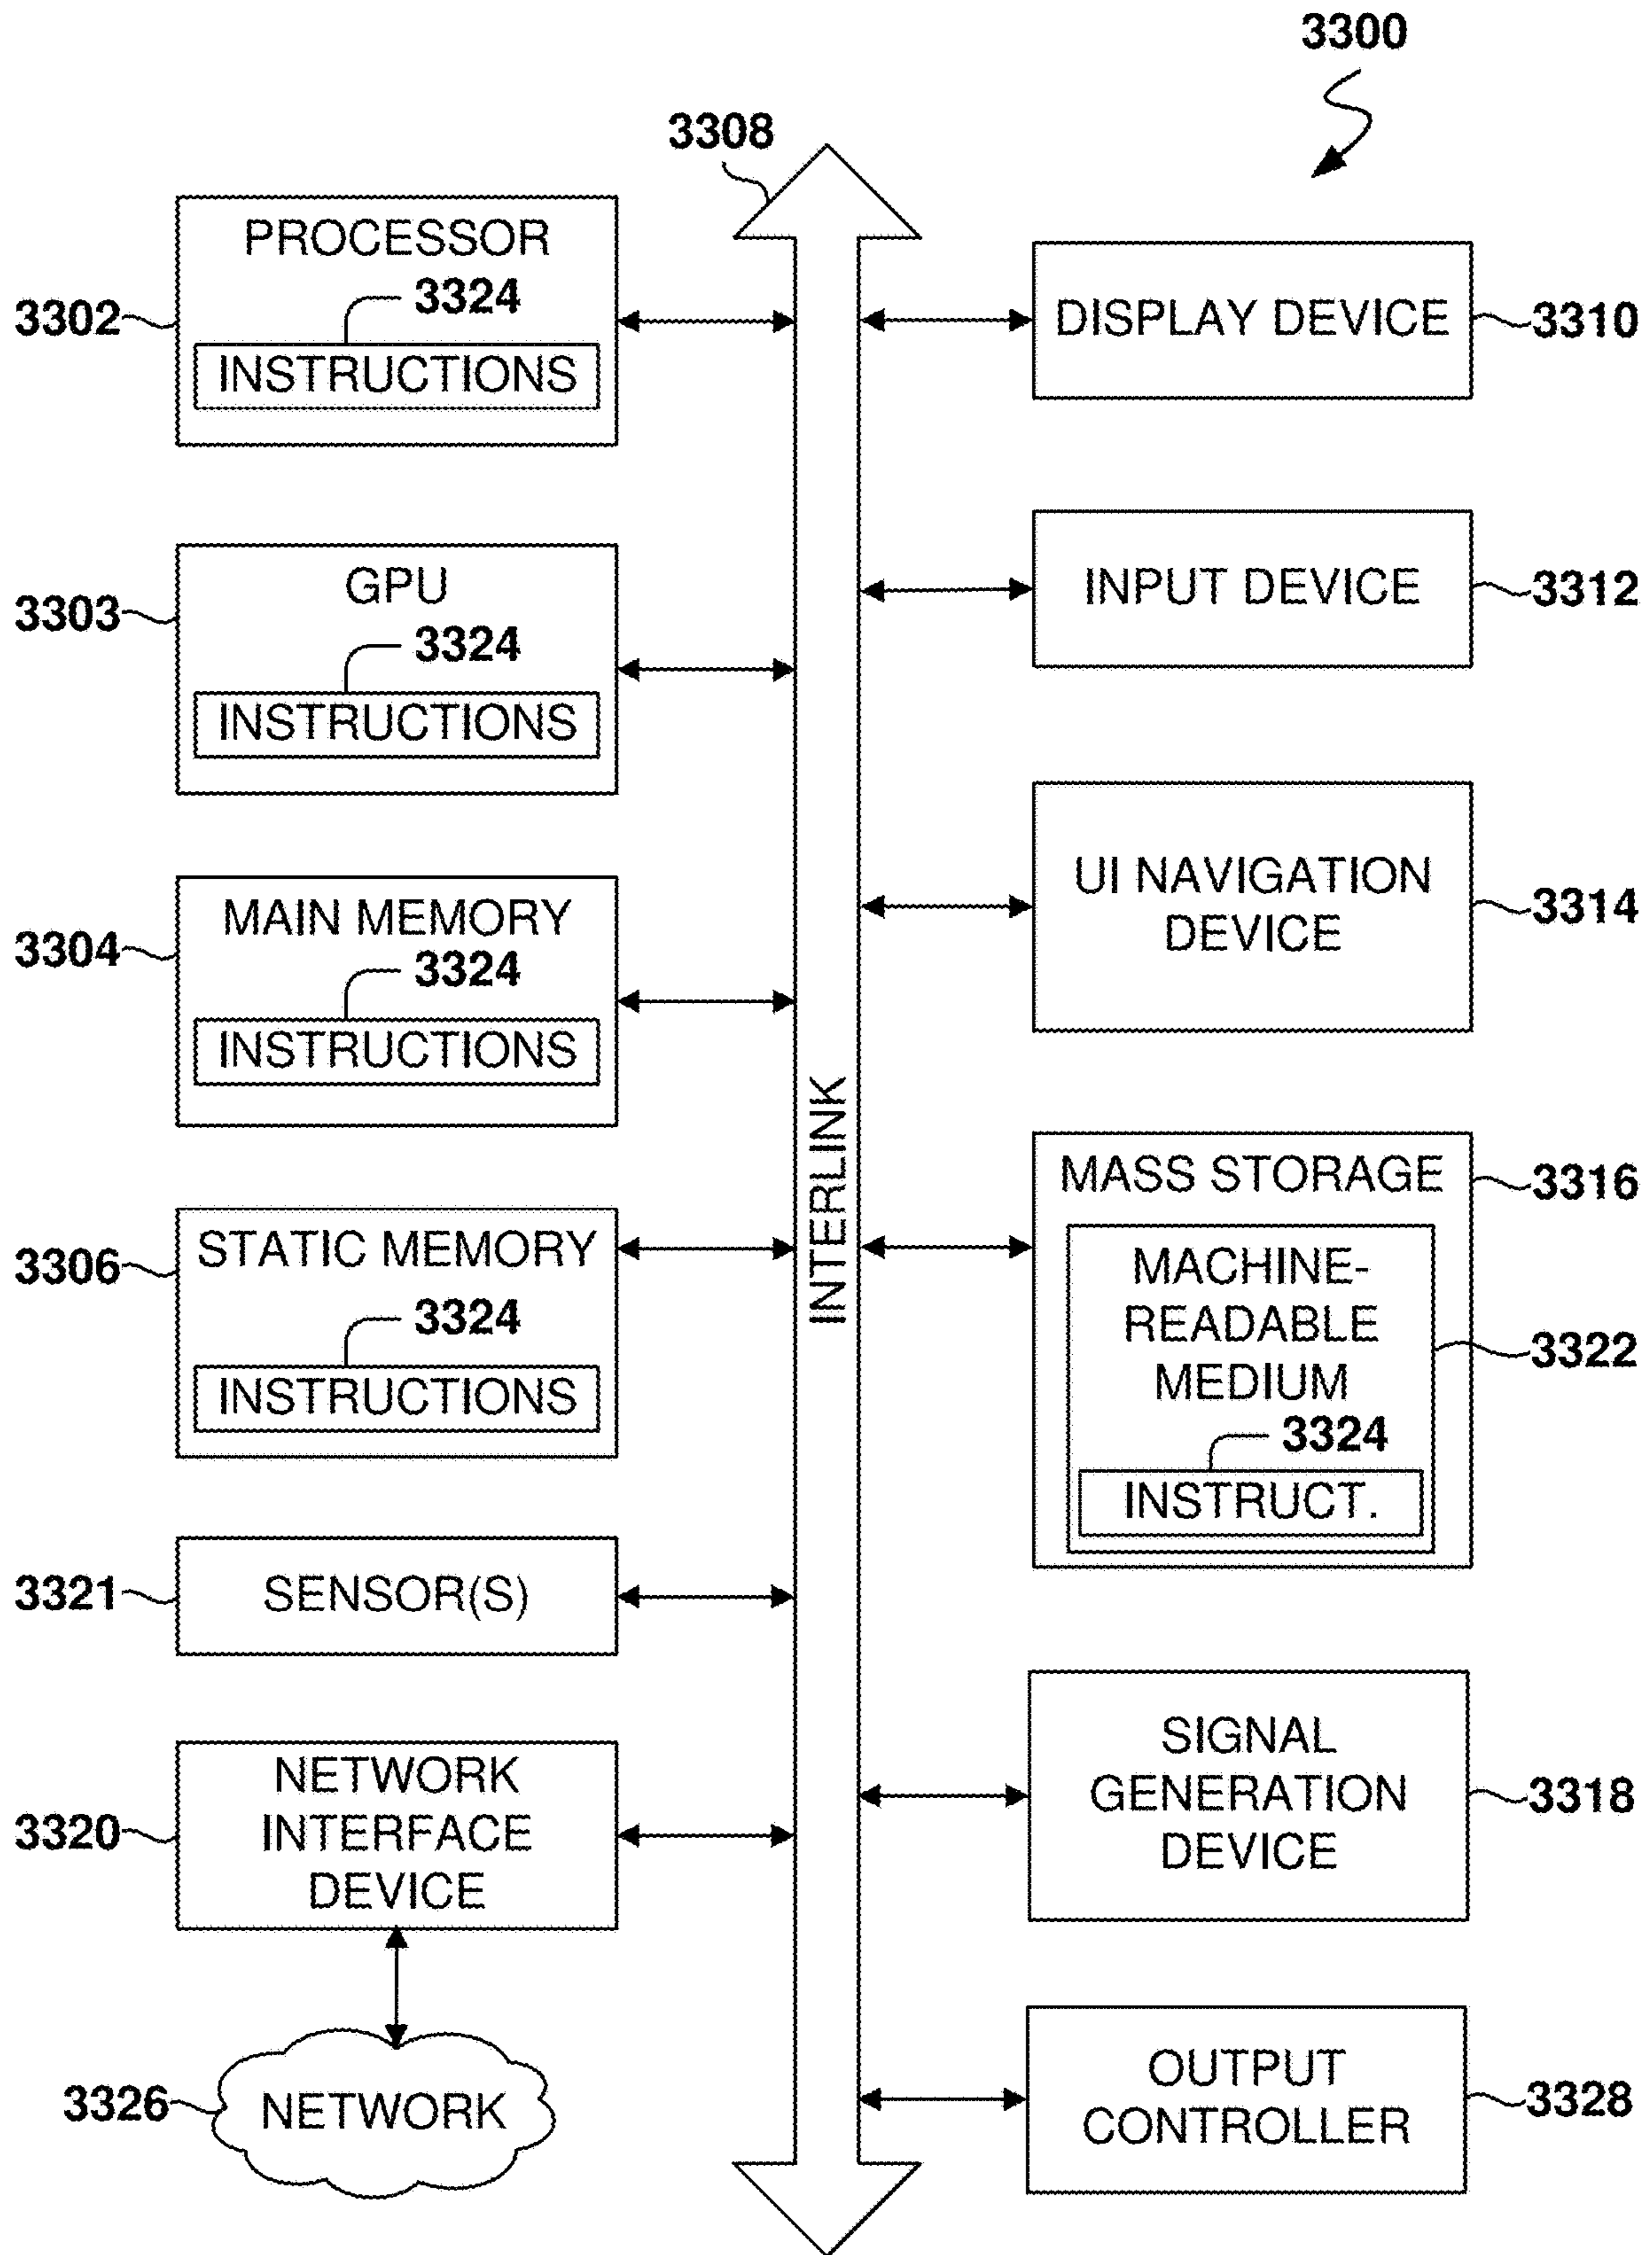 3300
3308
PROCESSOR
3324
3302
INSTRUCTIONS
GPU
3303
3324
INSTRUCTIONS
MAIN MEMORY
3304
3324
INSTRUCTIONS
STATIC MEMORY
3306
3324
INSTRUCTIONS
3321
SENSOR(S)
NETWORK
INTERFACE
DEVICE
3320
3326
NETWORK
INTERLINK
DISPLAY DEVICE
3310
INPUT DEVICE
3312
UI NAVIGATION
DEVICE
3314
MASS STORAGE
3316
MACHINE-
READABLE
MEDIUM
3322
3324
INSTRUCT.
SIGNAL
GENERATION
DEVICE
3318
OUTPUT
CONTROLLER
3328